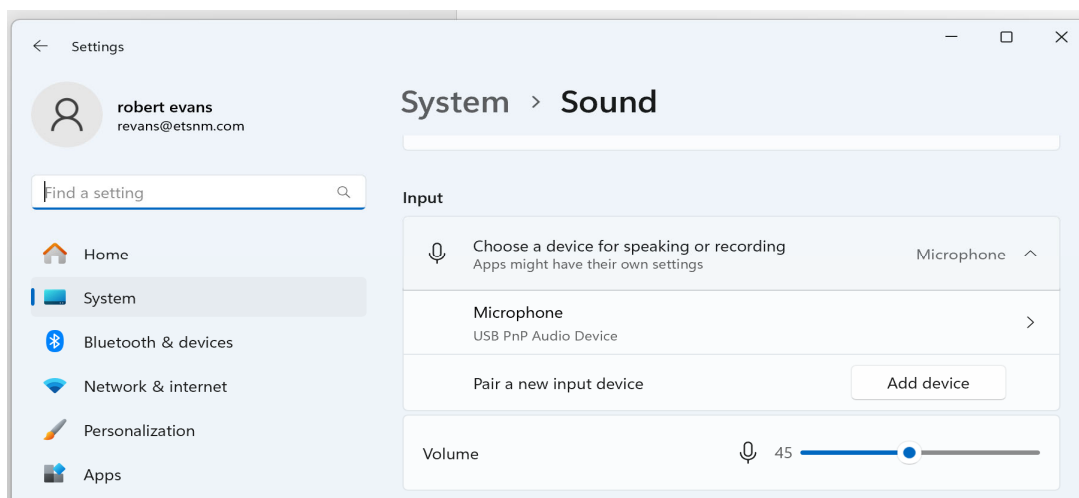 Settings
robert evans
revans@etsnm.com
Find a setting
Home
System
Bluetooth & devices
Network & internet
Personalization
Apps
System > Sound
Input
Choose a device for speaking or recording
Apps might have their own settings
Microphone
Microphone
USB PnP Audio Device
Pair a new input device
Add device
Volume
45